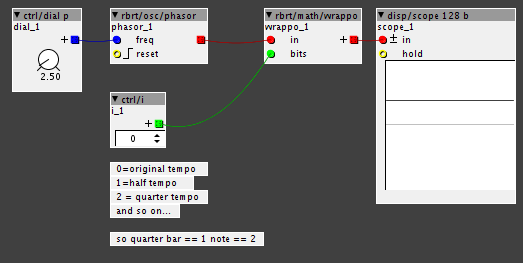 ctrl/dial p
dial_1
+
2.50
rbrt/osc/phasor
phasor_1
freq
reset
rbrt/math/wrappo
wrappo_1
in
bits
disp/scope 128 b
scope_1
± in
hold
ctrl/i
i_1
+
0
0=original tempo
1=half tempo
2 = quarter tempo
and so on...
so quarter bar == 1 note == 2